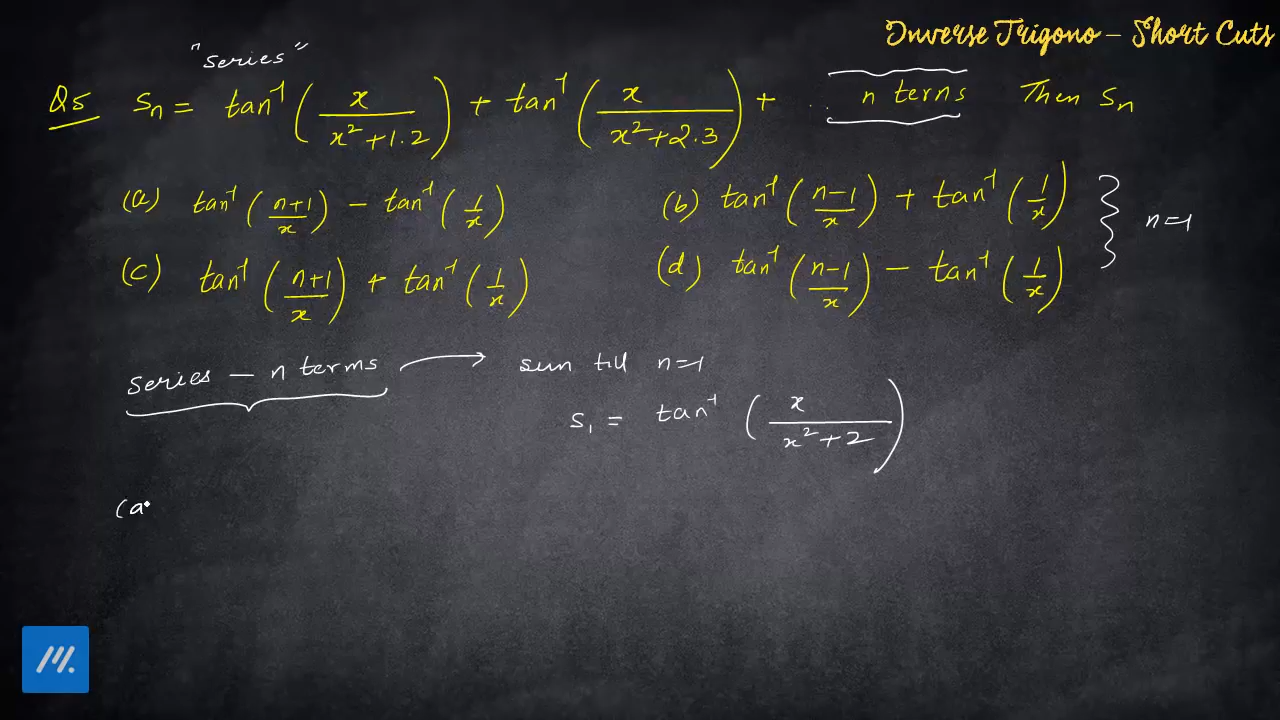 Inverse Trigono – Short Cuts
"series"
Q5 Sn = tan⁻¹ ( x / x² + 1.2 ) + tan⁻¹ ( x / x² + 2.3 ) + .. n terms Then Sn
(a) tan⁻¹ ( n+1 / x ) – tan⁻¹ ( 1 / x ) (b) tan⁻¹ ( n–1 / x ) + tan⁻¹ ( 1 / x ) } n=1
(c) tan⁻¹ ( n+1 / x ) + tan⁻¹ ( 1 / x ) (d) tan⁻¹ ( n–1 / x ) – tan⁻¹ ( 1 / x )
series – n terms → sum till n=1
S₁ = tan⁻¹ ( x / x² + 2 )
(a